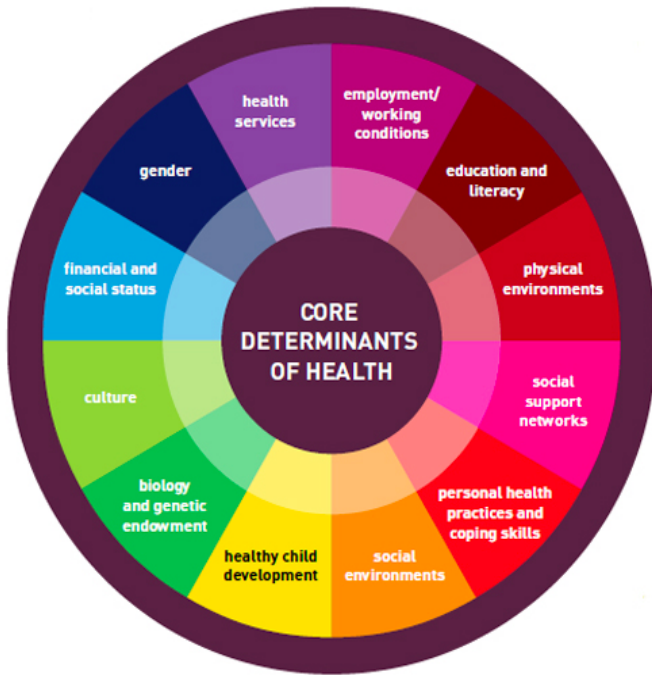 CORE
DETERMINANTS
OF HEALTH
employment/
working
conditions
education and
literacy
physical
environments
social
support
networks
personal health
practices and
coping skills
social
environments
healthy child
development
biology
and genetic
endowment
culture
financial and
social status
gender
health
services